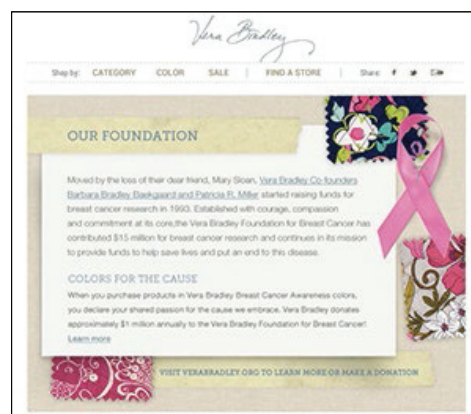 Vera Bradley
Shop by: CATEGORY COLOR SALE | FIND A STORE | Share:
OUR FOUNDATION
Moved by the loss of their dear friend, Mary Sloan, Vera Bradley Co-founders
Barbara Bradley Baekgaard and Patricia R. Miller started raising funds for
breast cancer research in 1993. Established with courage, compassion
and commitment at its core,the Vera Bradley Foundation for Breast Cancer has
contributed $15 million for breast cancer research and continues in its mission
to provide funds to help save lives and put an end to this disease.
COLORS FOR THE CAUSE
When you purchase products in Vera Bradley Breast Cancer Awareness colors,
you declare your shared passion for the cause we embrace. Vera Bradley donates
approximately $1 million annually to the Vera Bradley Foundation for Breast Cancer!
Learn more
VISIT VERABRADLEY.ORG TO LEARN MORE OR MAKE A DONATION